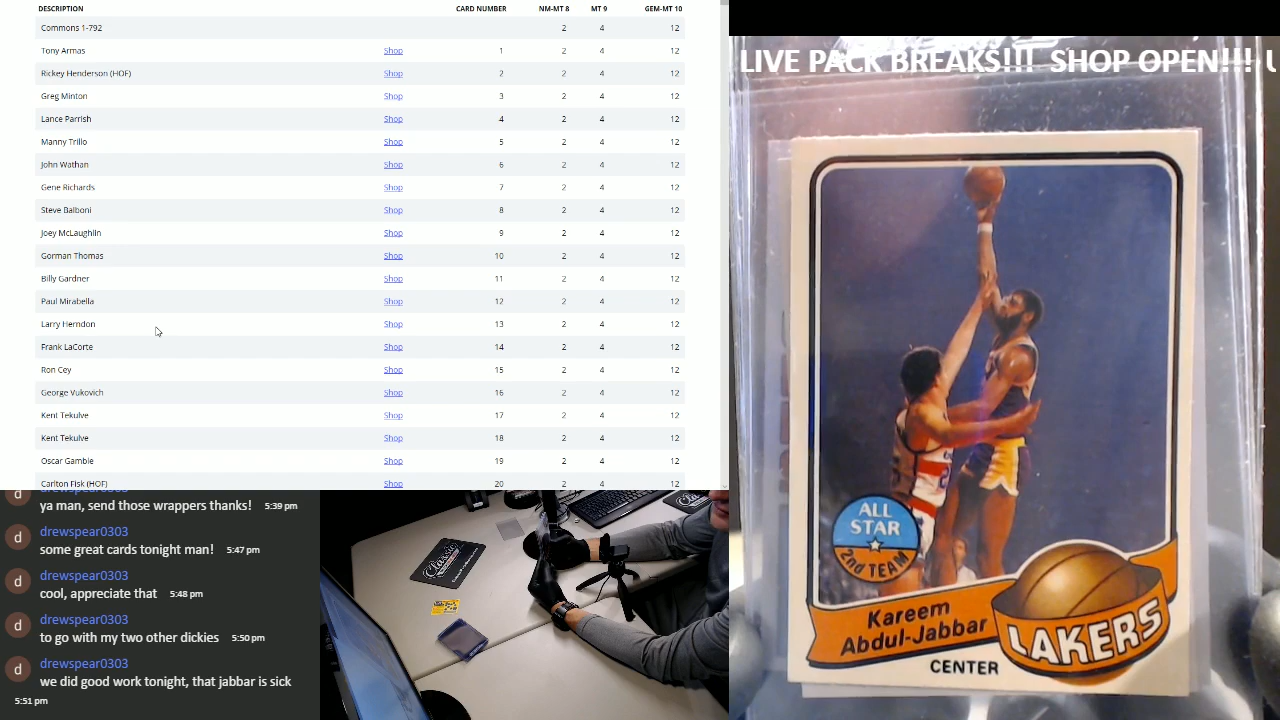 DESCRIPTION CARD NUMBER NM-MT 8 MT 9 GEM-MT 10
Commons 1-792 2 4 12
Tony Armas Shop 1 2 4 12
Rickey Henderson (HOF) Shop 2 2 4 12
Greg Minton Shop 3 2 4 12
Lance Parrish Shop 4 2 4 12
Manny Trillo Shop 5 2 4 12
John Wathan Shop 6 2 4 12
Gene Richards Shop 7 2 4 12
Steve Balboni Shop 8 2 4 12
Joey McLaughlin Shop 9 2 4 12
Gorman Thomas Shop 10 2 4 12
Billy Gardner Shop 11 2 4 12
Paul Mirabella Shop 12 2 4 12
Larry Herndon Shop 13 2 4 12
Frank LaCorte Shop 14 2 4 12
Ron Cey Shop 15 2 4 12
George Vukovich Shop 16 2 4 12
Kent Tekulve Shop 17 2 4 12
Kent Tekulve Shop 18 2 4 12
Oscar Gamble Shop 19 2 4 12
Carlton Fisk (HOF) Shop 20 2 4 12
d drewspear0303
ya man, send those wrappers thanks! 5:39 pm
d drewspear0303
some great cards tonight man! 5:47 pm
d drewspear0303
cool, appreciate that 5:48 pm
d drewspear0303
to go with my two other dickies 5:50 pm
d drewspear0303
we did good work tonight, that jabbar is sick
5:51 pm
LIVE PACK BREAKS!!! SHOP OPEN!!!
ALL
STAR
2nd TEAM
Kareem
Abdul-Jabbar
CENTER
LAKERS